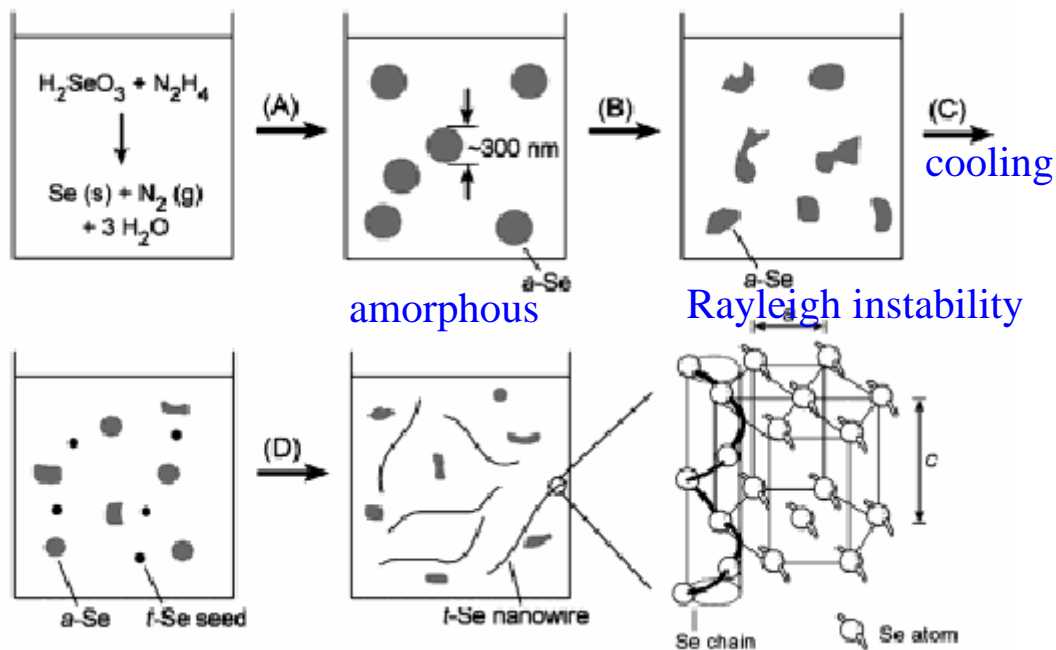 H₂SeO₃ + N₂H₄
Se (s) + N₂ (g)
+ 3 H₂O
(A)
~300 nm
a-Se
amorphous
(B)
a-Se
Rayleigh instability
(C)
cooling
a-Se
t-Se seed
(D)
t-Se nanowire
a
c
Se chain
Se atom